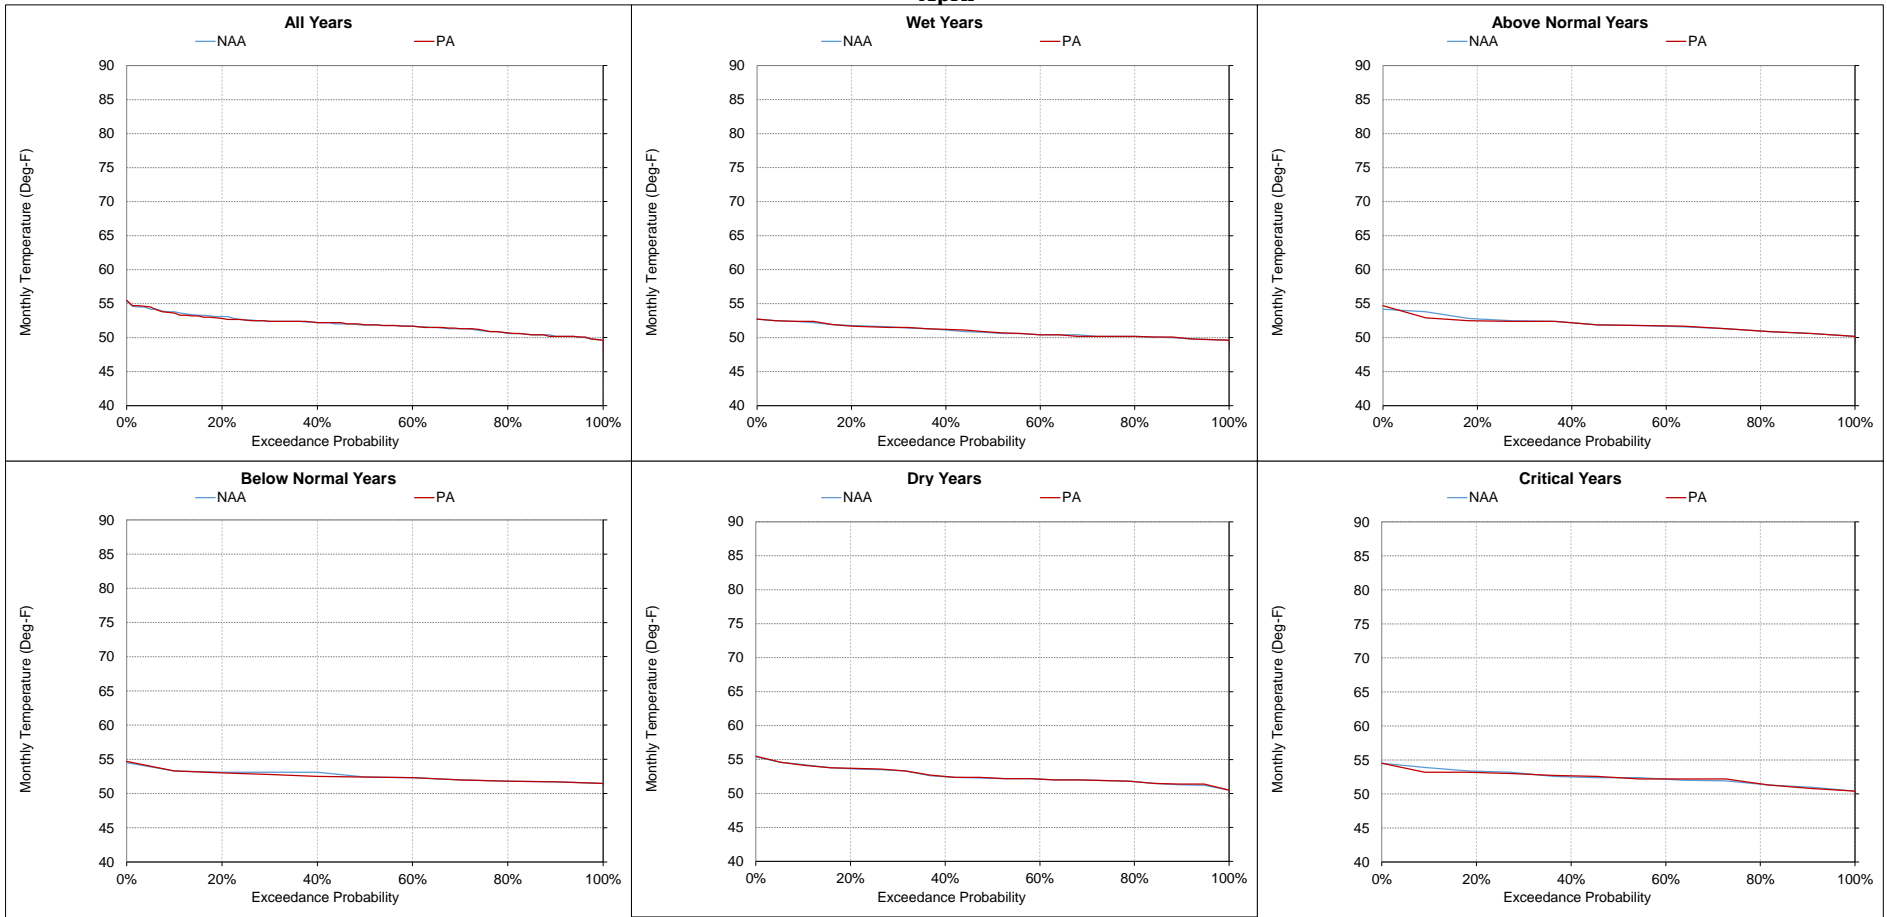 All Years
NAA PA
Monthly Temperature (Deg-F)
90
85
80
75
70
65
60
55
50
45
40
0% 20% 40% 60% 80% 100%
Exceedance Probability
Wet Years
NAA PA
Monthly Temperature (Deg-F)
90
85
80
75
70
65
60
55
50
45
40
0% 20% 40% 60% 80% 100%
Exceedance Probability
Above Normal Years
NAA PA
Monthly Temperature (Deg-F)
90
85
80
75
70
65
60
55
50
45
40
0% 20% 40% 60% 80% 100%
Exceedance Probability
Below Normal Years
NAA PA
Monthly Temperature (Deg-F)
90
85
80
75
70
65
60
55
50
45
40
0% 20% 40% 60% 80% 100%
Exceedance Probability
Dry Years
NAA PA
Monthly Temperature (Deg-F)
90
85
80
75
70
65
60
55
50
45
40
0% 20% 40% 60% 80% 100%
Exceedance Probability
Critical Years
NAA PA
Monthly Temperature (Deg-F)
90
85
80
75
70
65
60
55
50
45
40
0% 20% 40% 60% 80% 100%
Exceedance Probability